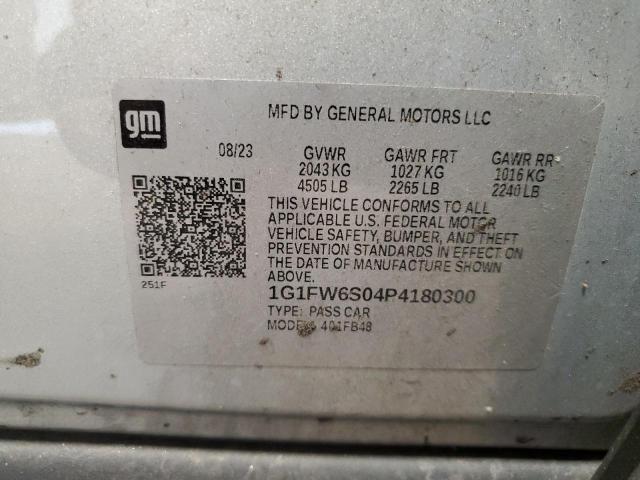 gm
MFD BY GENERAL MOTORS LLC
08/23 GVWR GAWR FRT GAWR RR
2043 KG 1027 KG 1016 KG
4505 LB 2265 LB 2240 LB
THIS VEHICLE CONFORMS TO ALL
APPLICABLE U.S. FEDERAL MOTOR
VEHICLE SAFETY, BUMPER, AND THEFT
PREVENTION STANDARDS IN EFFECT ON
THE DATE OF MANUFACTURE SHOWN
ABOVE.
251F
1G1FW6S04P4180300
TYPE: PASS CAR
MODEL: 401FB48